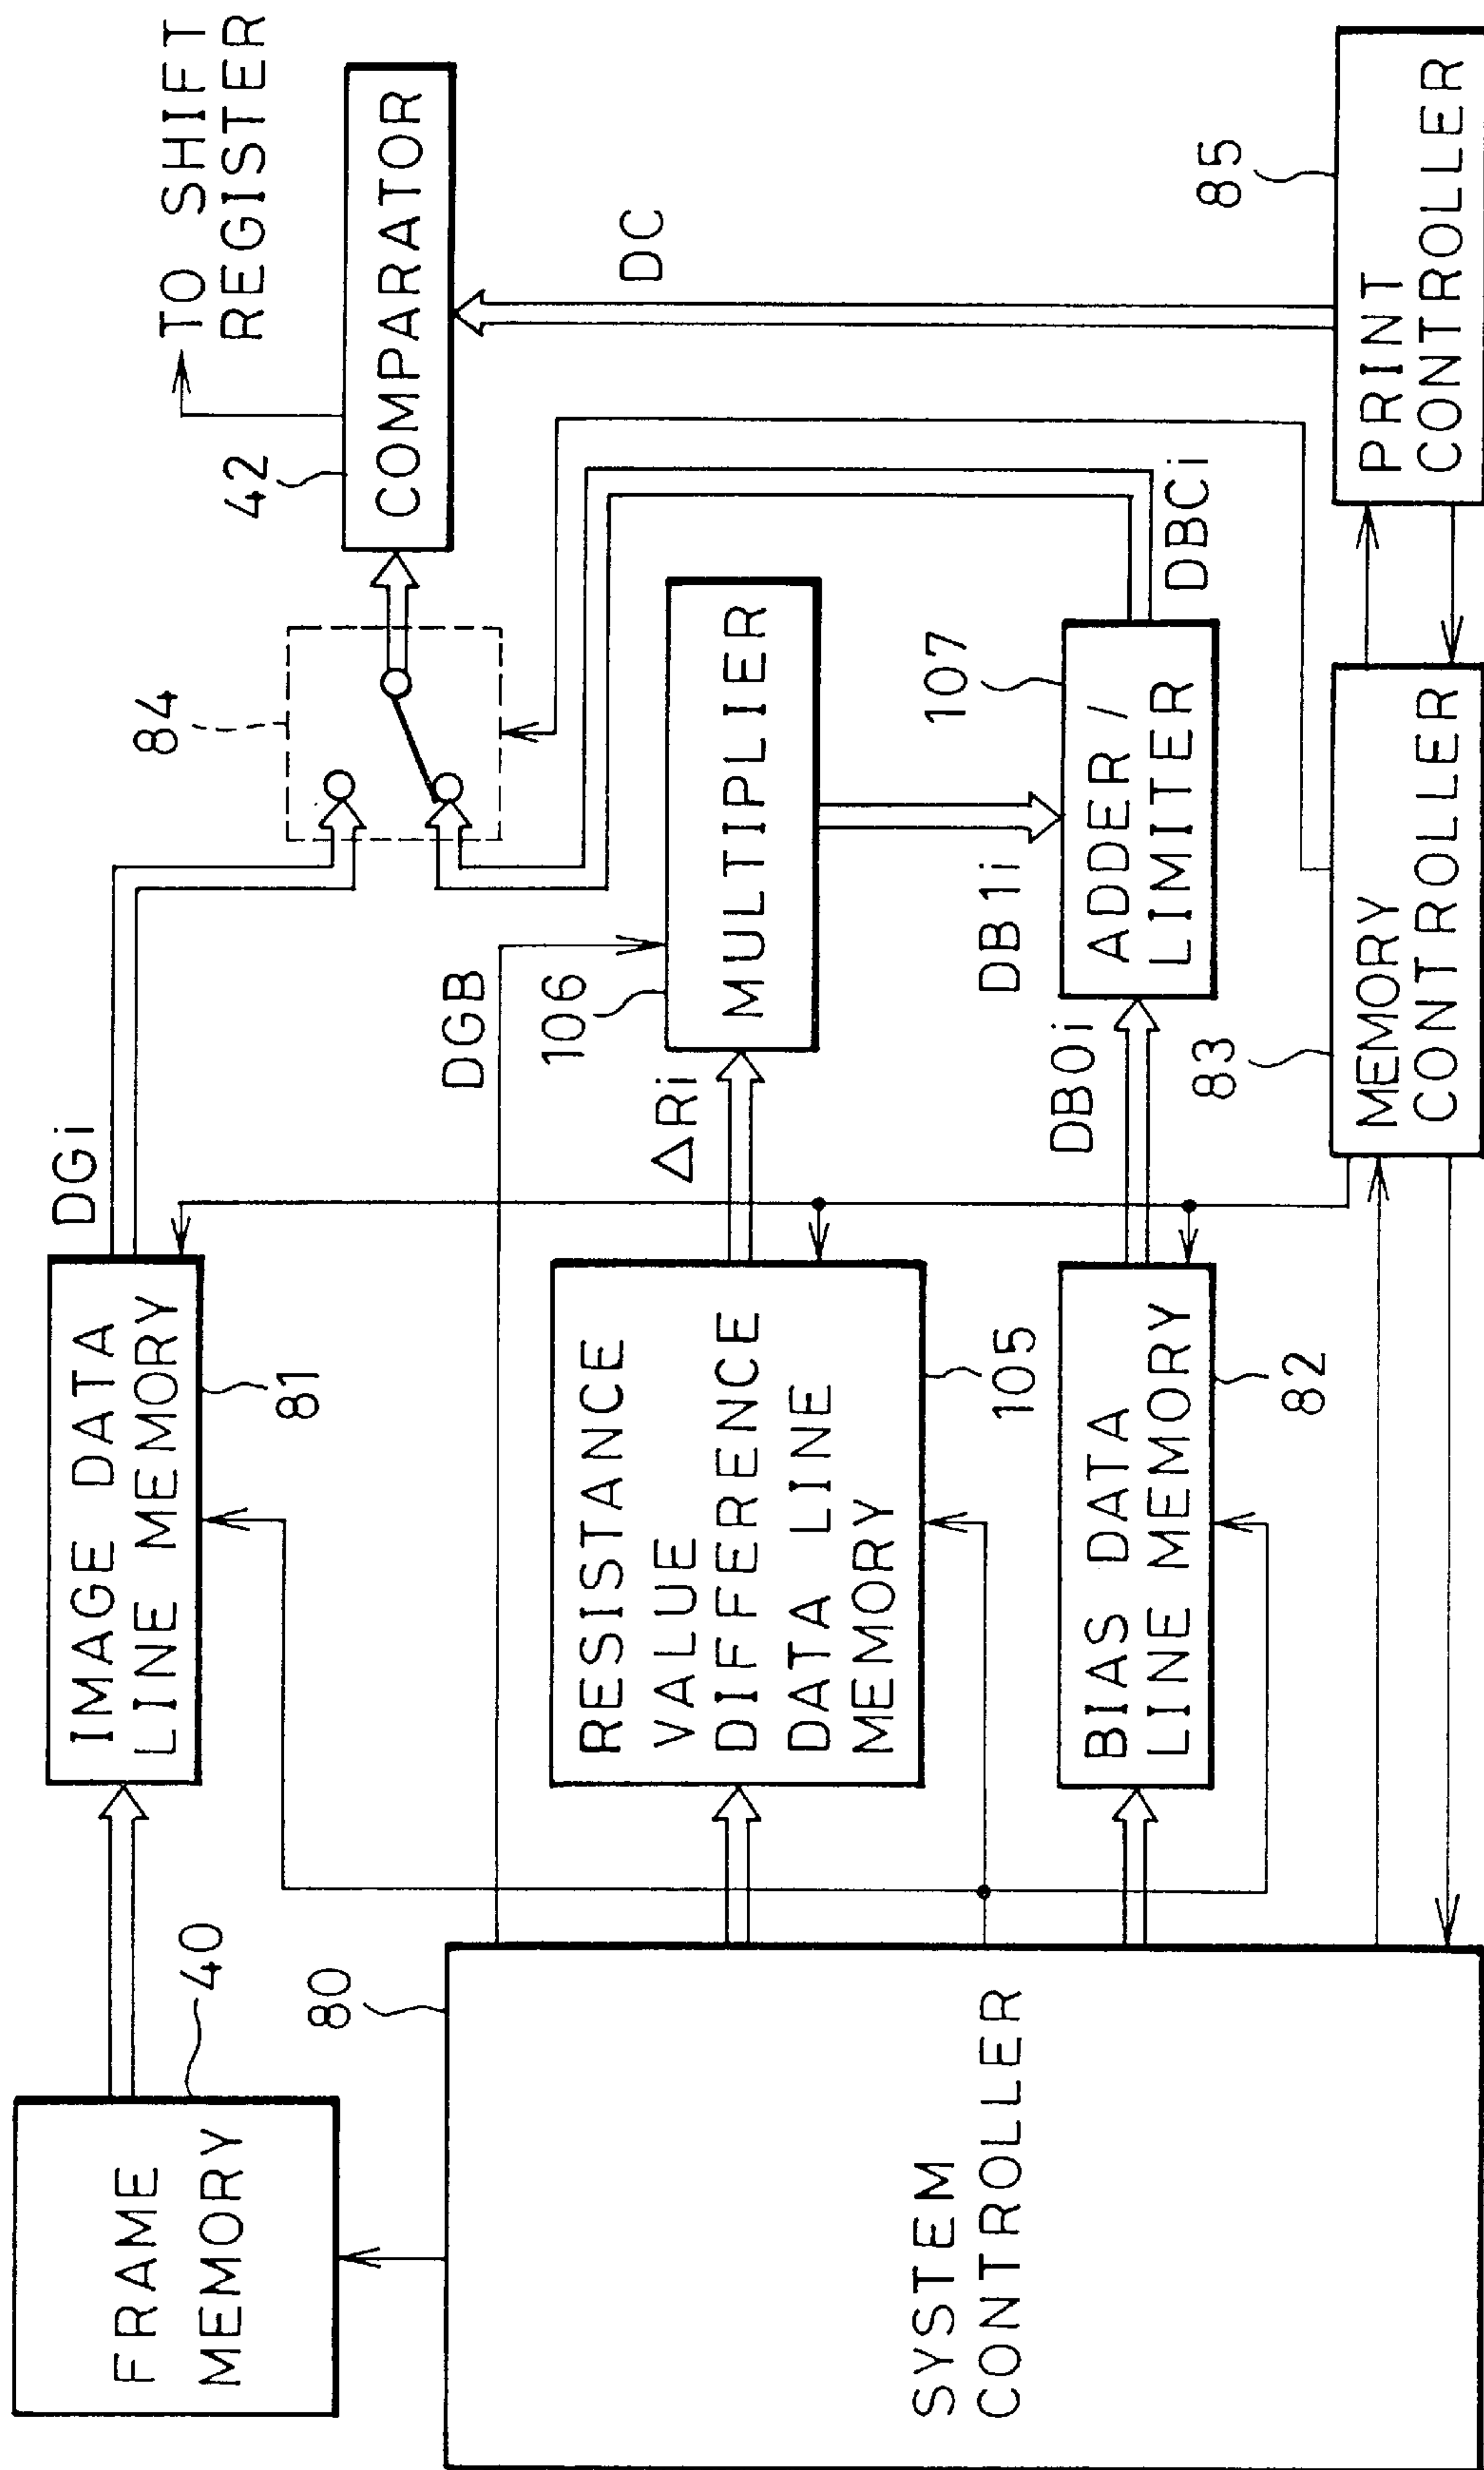 FRAME
MEMORY
40
IMAGE DATA
LINE MEMORY
81
DGi
84
TO SHIFT
REGISTER
42
COMPARATOR
80
SYSTEM
CONTROLLER
RESISTANCE
VALUE
DIFFERENCE
DATA LINE
MEMORY
105
△Ri
DGB
106
MULTIPLIER
DC
BIAS DATA
LINE MEMORY
82
DB0i
DB1i
107
ADDER /
LIMITER
DBCi
83
MEMORY
CONTROLLER
85
PRINT
CONTROLLER